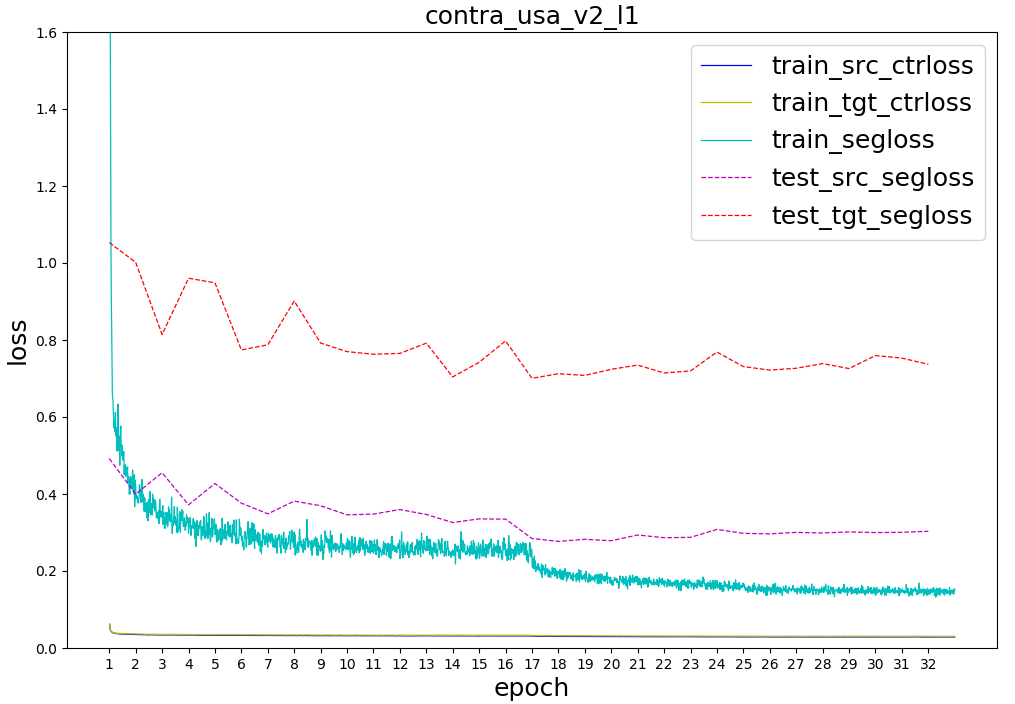 contra_usa_v2_l1
train_src_ctrloss
train_tgt_ctrloss
train_segloss
test_src_segloss
test_tgt_segloss
loss
1.6
1.4
1.2
1.0
0.8
0.6
0.4
0.2
0.0
1 2 3 4 5 6 7 8 9 10 11 12 13 14 15 16 17 18 19 20 21 22 23 24 25 26 27 28 29 30 31 32
epoch